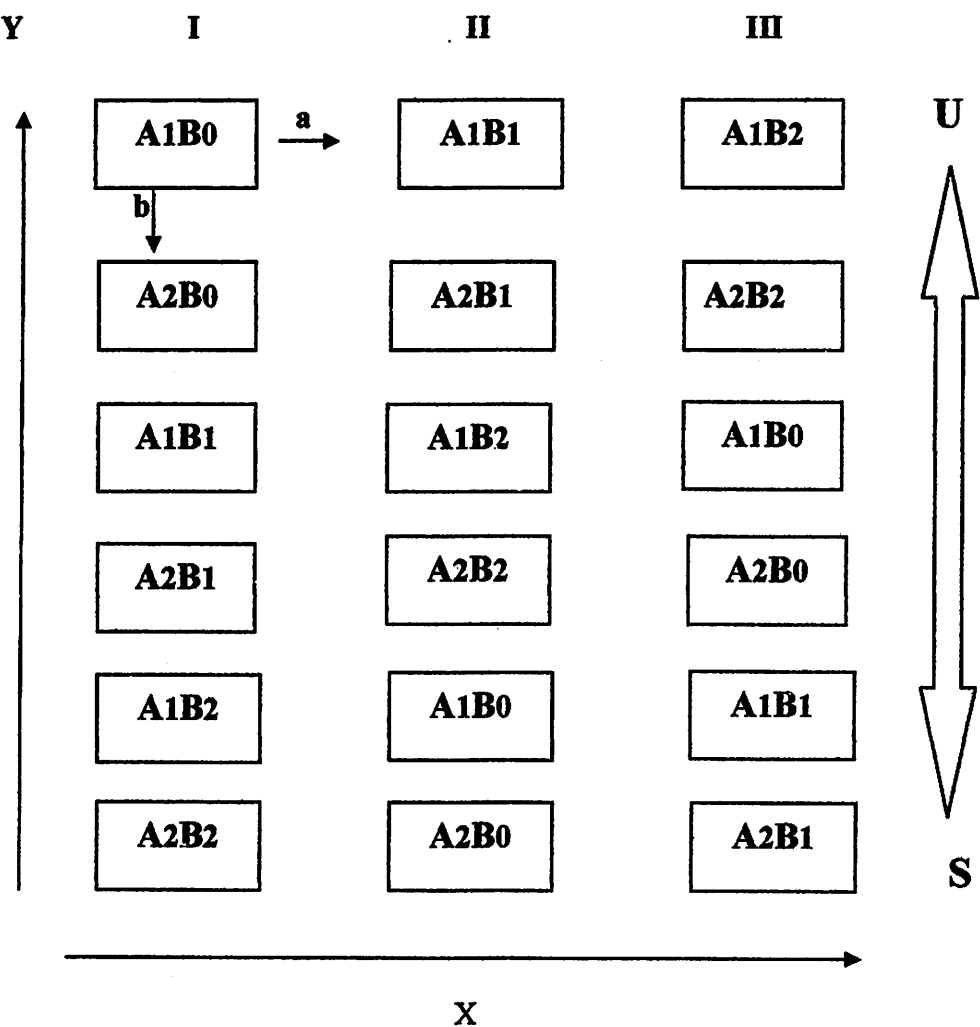 Y I II III
A1B0 a A1B1 A1B2 U
b
A2B0 A2B1 A2B2
A1B1 A1B2 A1B0
A2B1 A2B2 A2B0
A1B2 A1B0 A1B1
A2B2 A2B0 A2B1
S
X